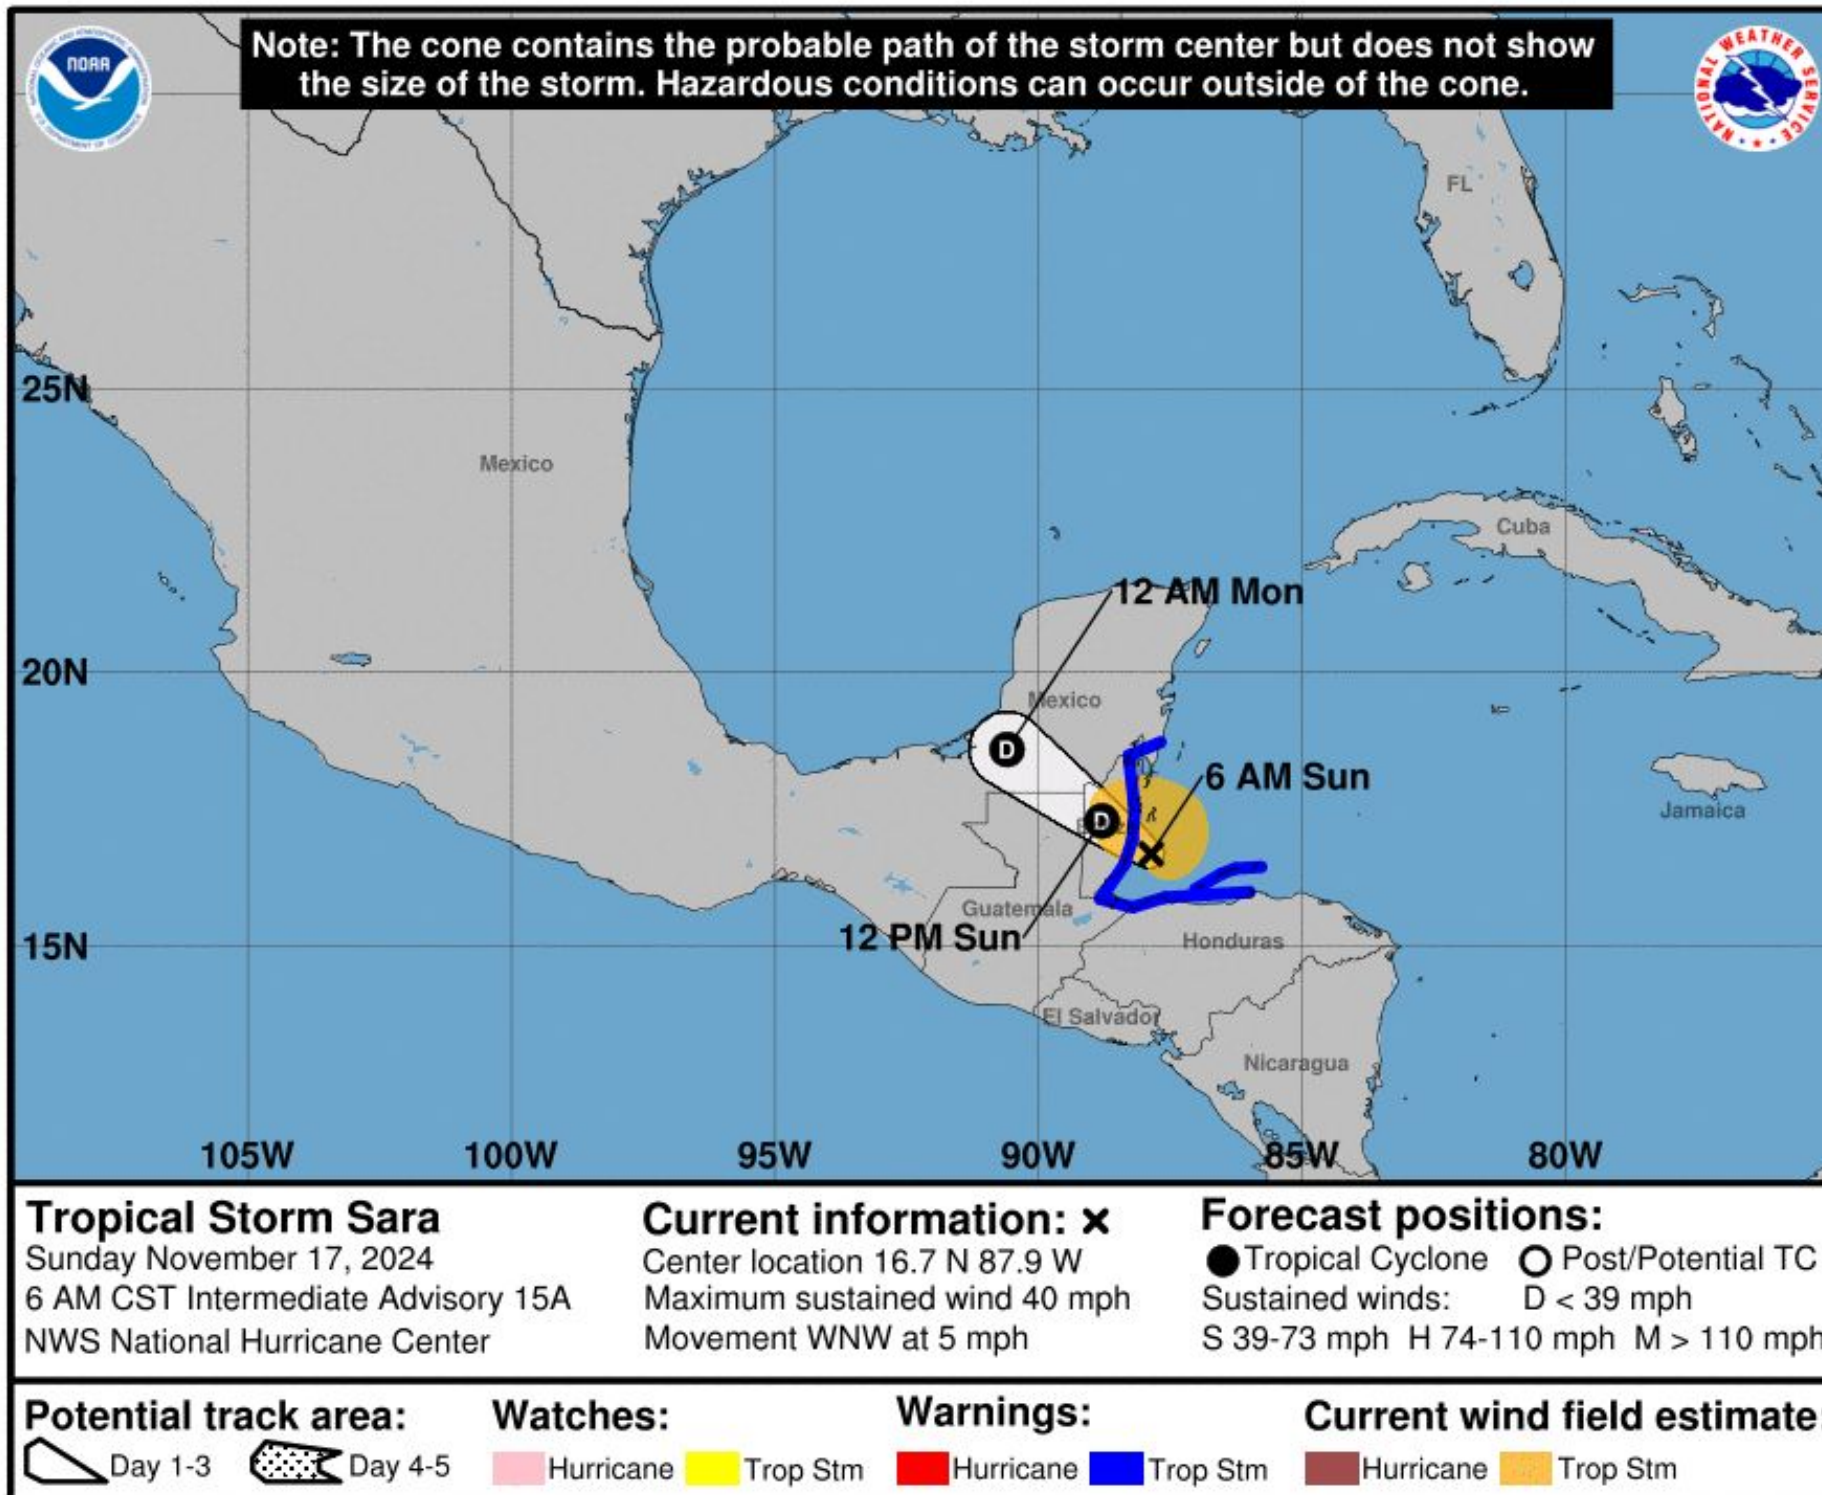 Note: The cone contains the probable path of the storm center but does not show
the size of the storm. Hazardous conditions can occur outside of the cone.
NOAA
NATIONAL WEATHER SERVICE
FL
25N
Mexico
Cuba
12 AM Mon
20N
Mexico
D
6 AM Sun
Jamaica
D
Guatemala
12 PM Sun
15N
Honduras
El Salvador
Nicaragua
105W 100W 95W 90W 85W 80W
Tropical Storm Sara
Sunday November 17, 2024
6 AM CST Intermediate Advisory 15A
NWS National Hurricane Center
Current information: x
Center location 16.7 N 87.9 W
Maximum sustained wind 40 mph
Movement WNW at 5 mph
Forecast positions:
Tropical Cyclone Post/Potential TC
Sustained winds: D < 39 mph
S 39-73 mph H 74-110 mph M > 110 mph
Potential track area:
Day 1-3 Day 4-5
Watches:
Hurricane Trop Stm
Warnings:
Hurricane Trop Stm
Current wind field estimate:
Hurricane Trop Stm